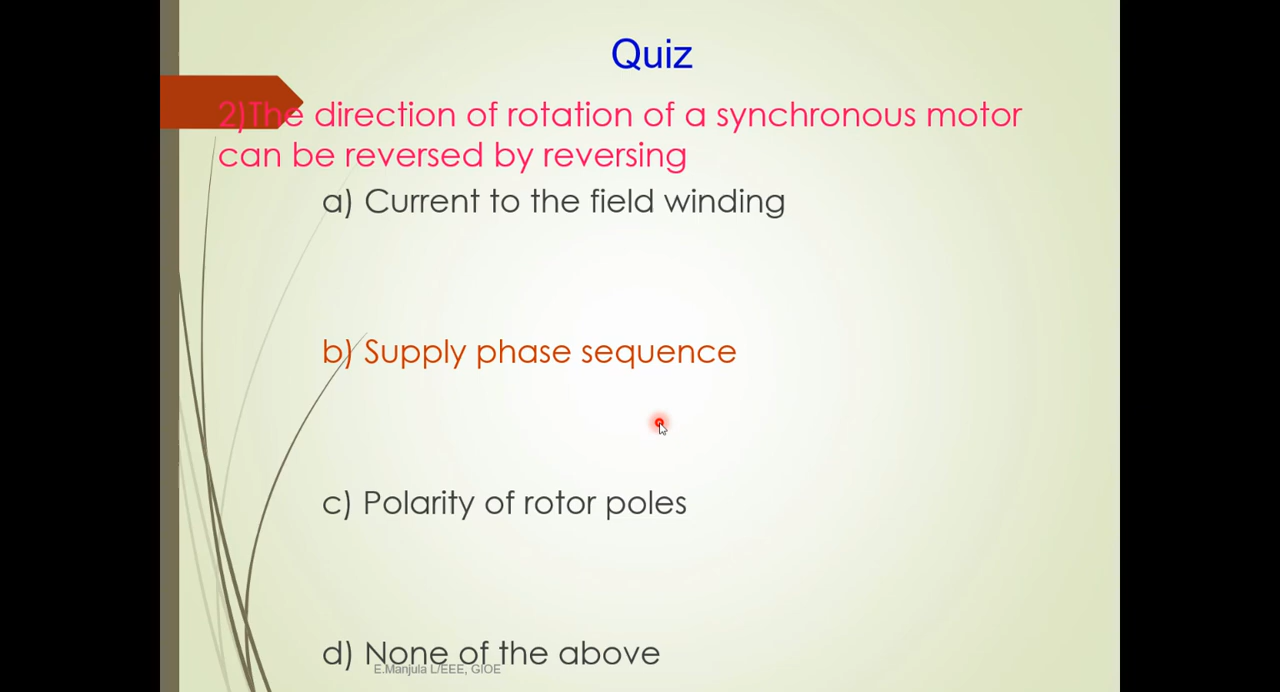 Quiz
2)The direction of rotation of a synchronous motor
can be reversed by reversing
a) Current to the field winding
b) Supply phase sequence
c) Polarity of rotor poles
d) None of the above
E.Manjula L/EEE, GIOE